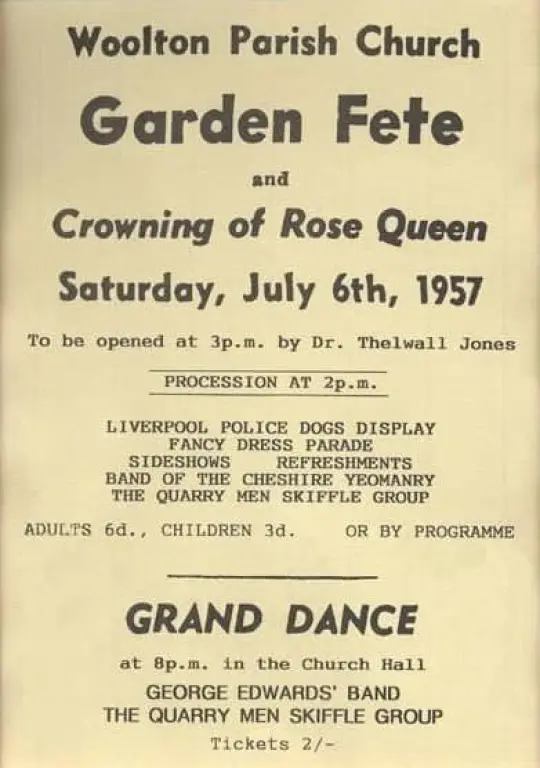 Woolton Parish Church
Garden Fete
and
Crowning of Rose Queen
Saturday, July 6th, 1957
To be opened at 3p.m. by Dr. Thelwall Jones
PROCESSION AT 2p.m.
LIVERPOOL POLICE DOGS DISPLAY
FANCY DRESS PARADE
SIDESHOWS REFRESHMENTS
BAND OF THE CHESHIRE YEOMANRY
THE QUARRY MEN SKIFFLE GROUP
ADULTS 6d., CHILDREN 3d. OR BY PROGRAMME
GRAND DANCE
at 8p.m. in the Church Hall
GEORGE EDWARDS' BAND
THE QUARRY MEN SKIFFLE GROUP
Tickets 2/-